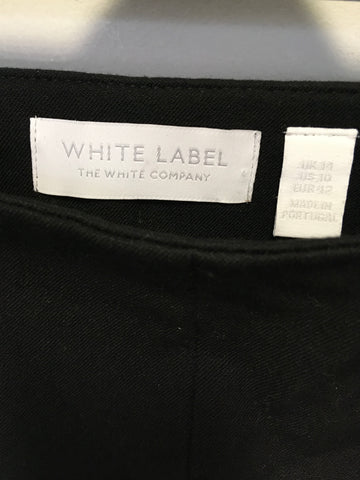 WHITE LABEL
THE WHITE COMPANY
UK 14
US 10
EUR 42
MADE IN
PORTUGAL